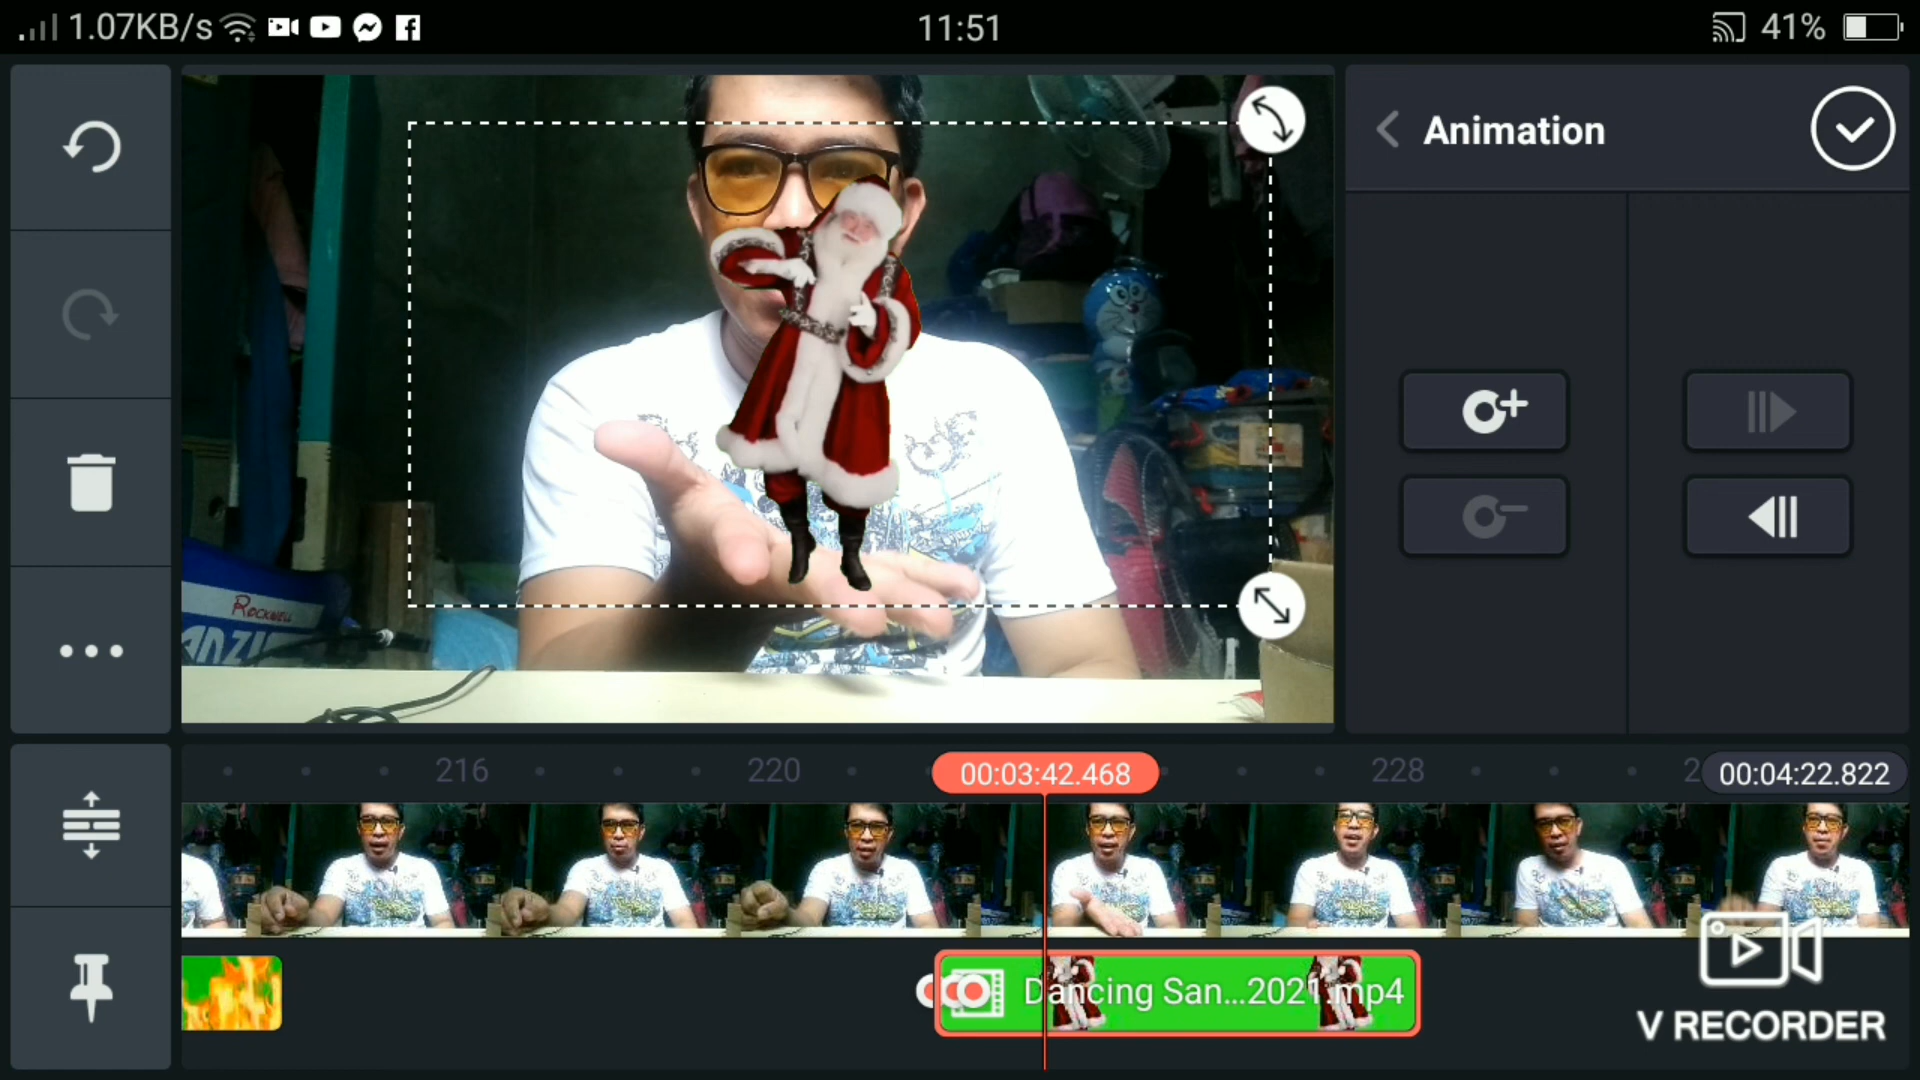 1.07KB/s
11:51
41%
Animation
ROCKWELL
216
220
00:03:42.468
228
2
00:04:22.822
Dancing San...2021.mp4
V RECORDER